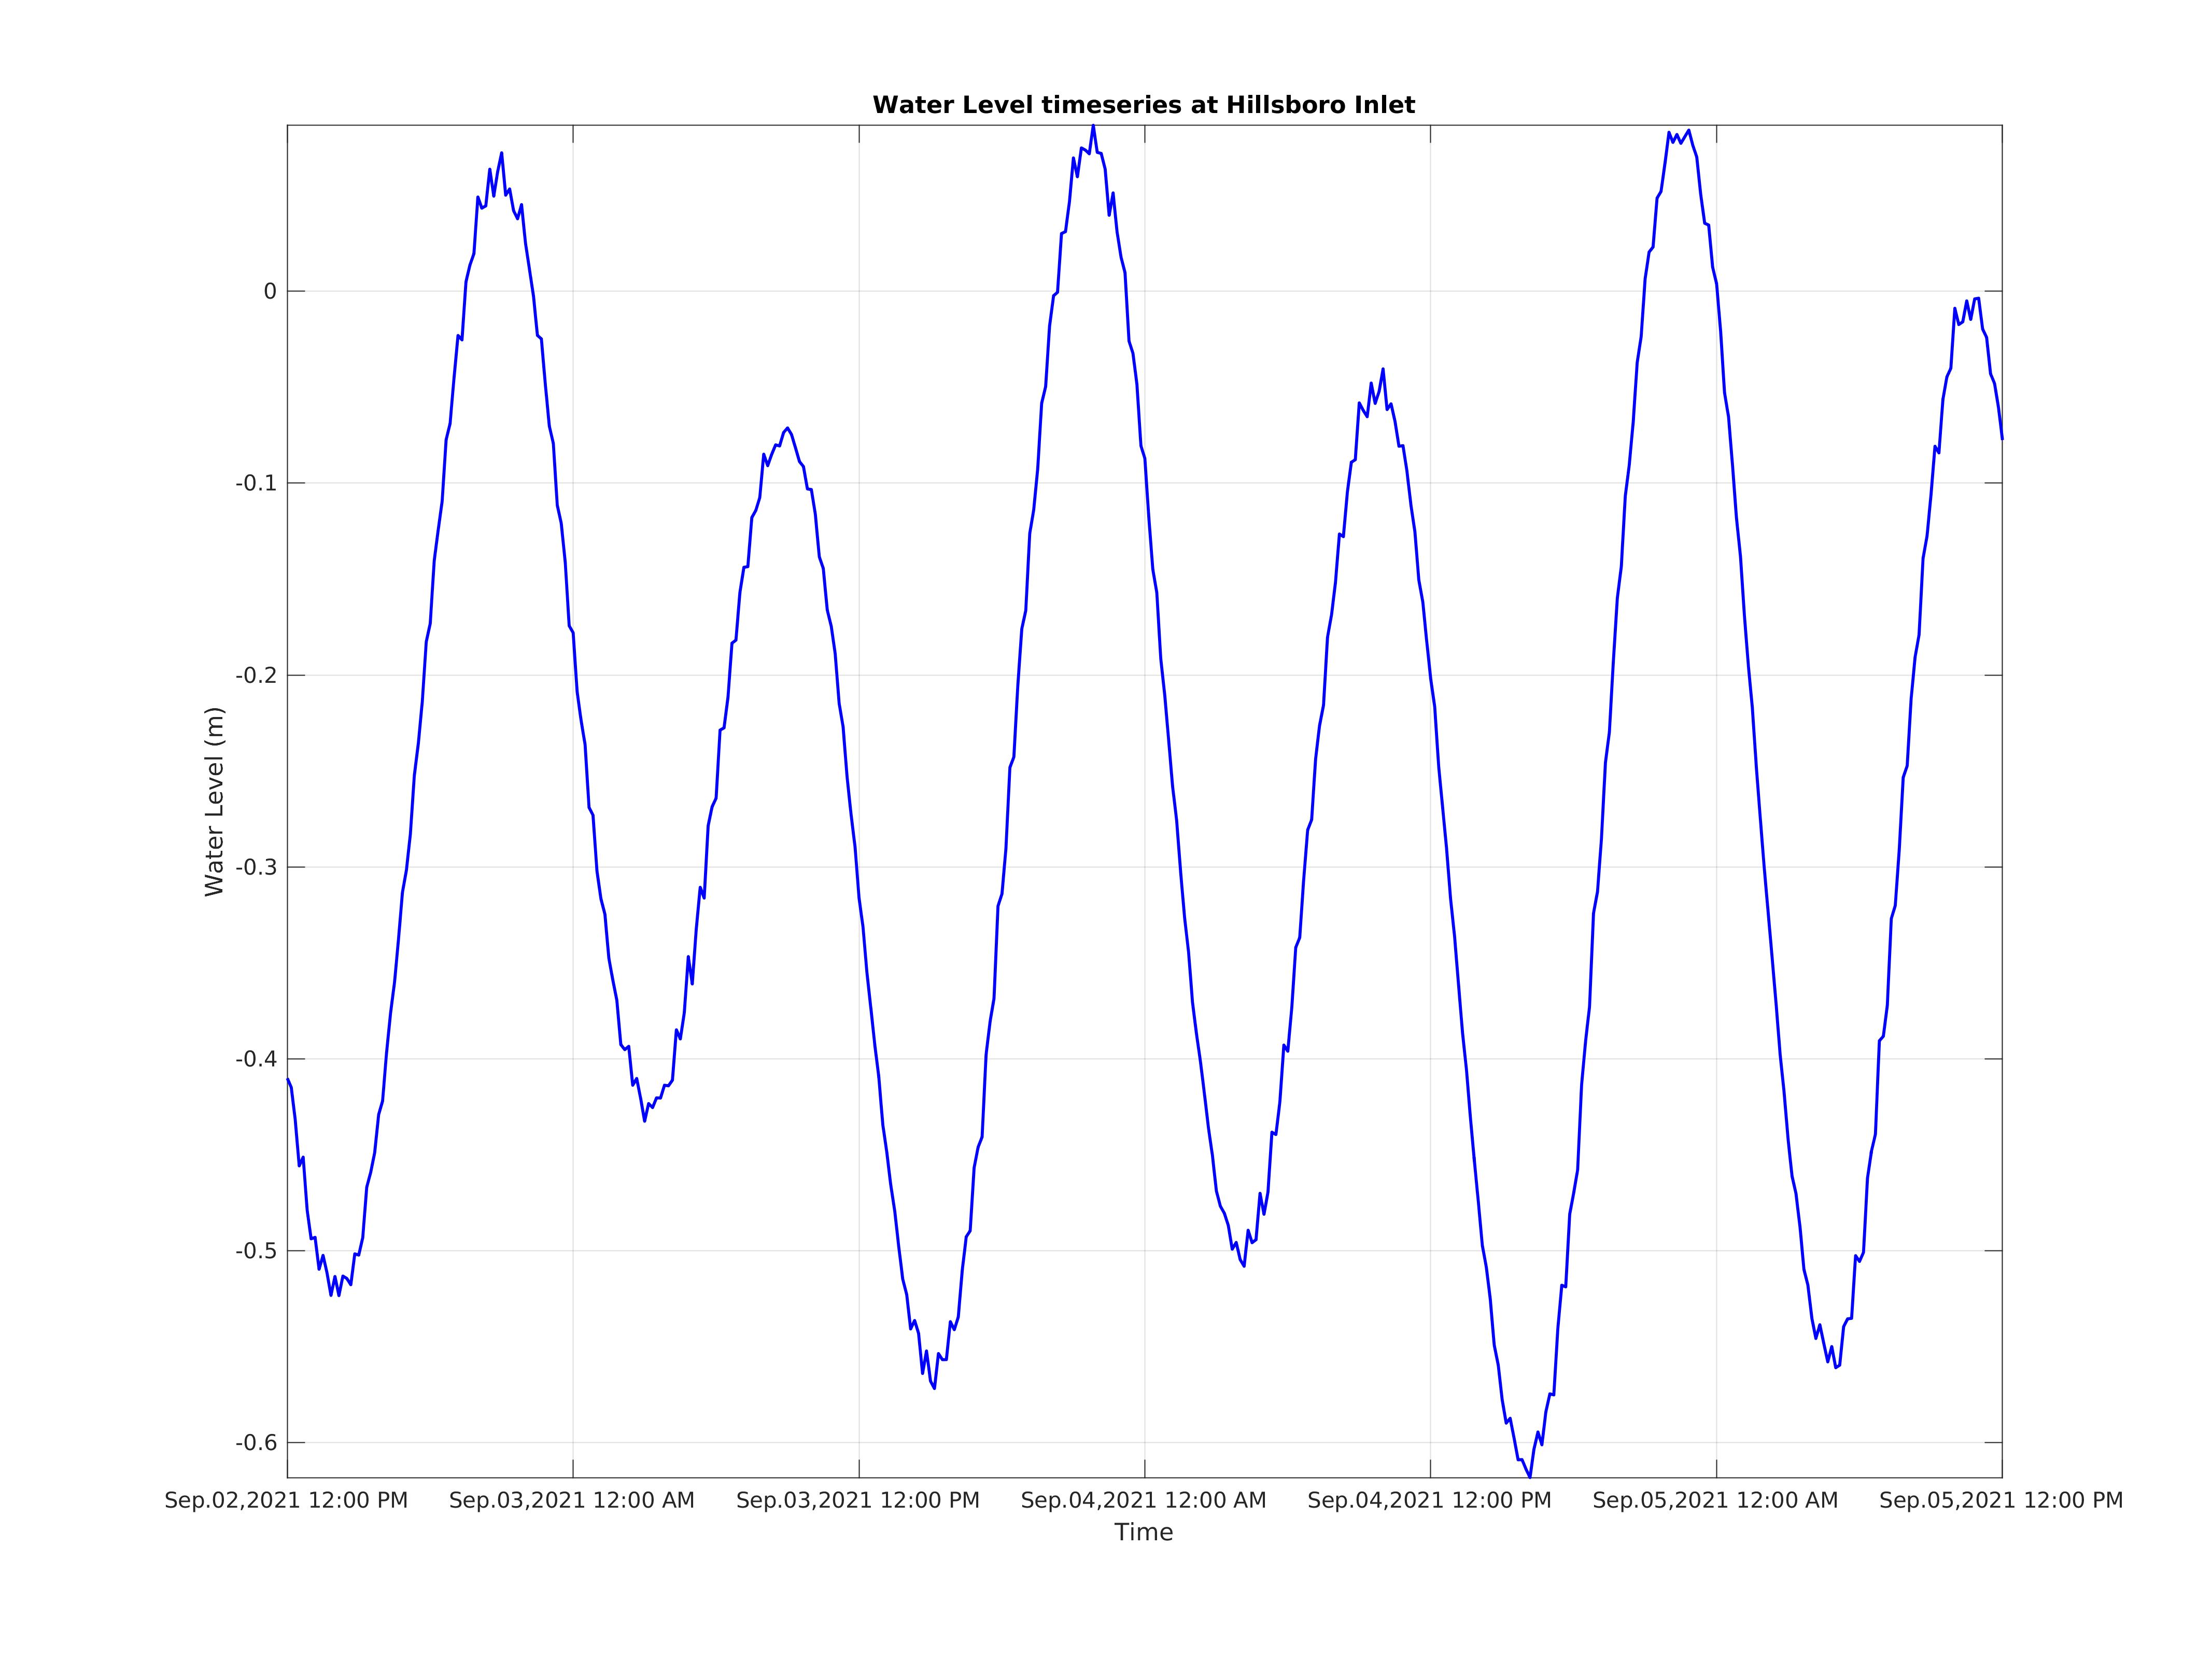 Water Level timeseries at Hillsboro Inlet
Water Level (m)
0
-0.1
-0.2
-0.3
-0.4
-0.5
-0.6
Sep.02,2021 12:00 PM Sep.03,2021 12:00 AM Sep.03,2021 12:00 PM Sep.04,2021 12:00 AM Sep.04,2021 12:00 PM Sep.05,2021 12:00 AM Sep.05,2021 12:00 PM
Time